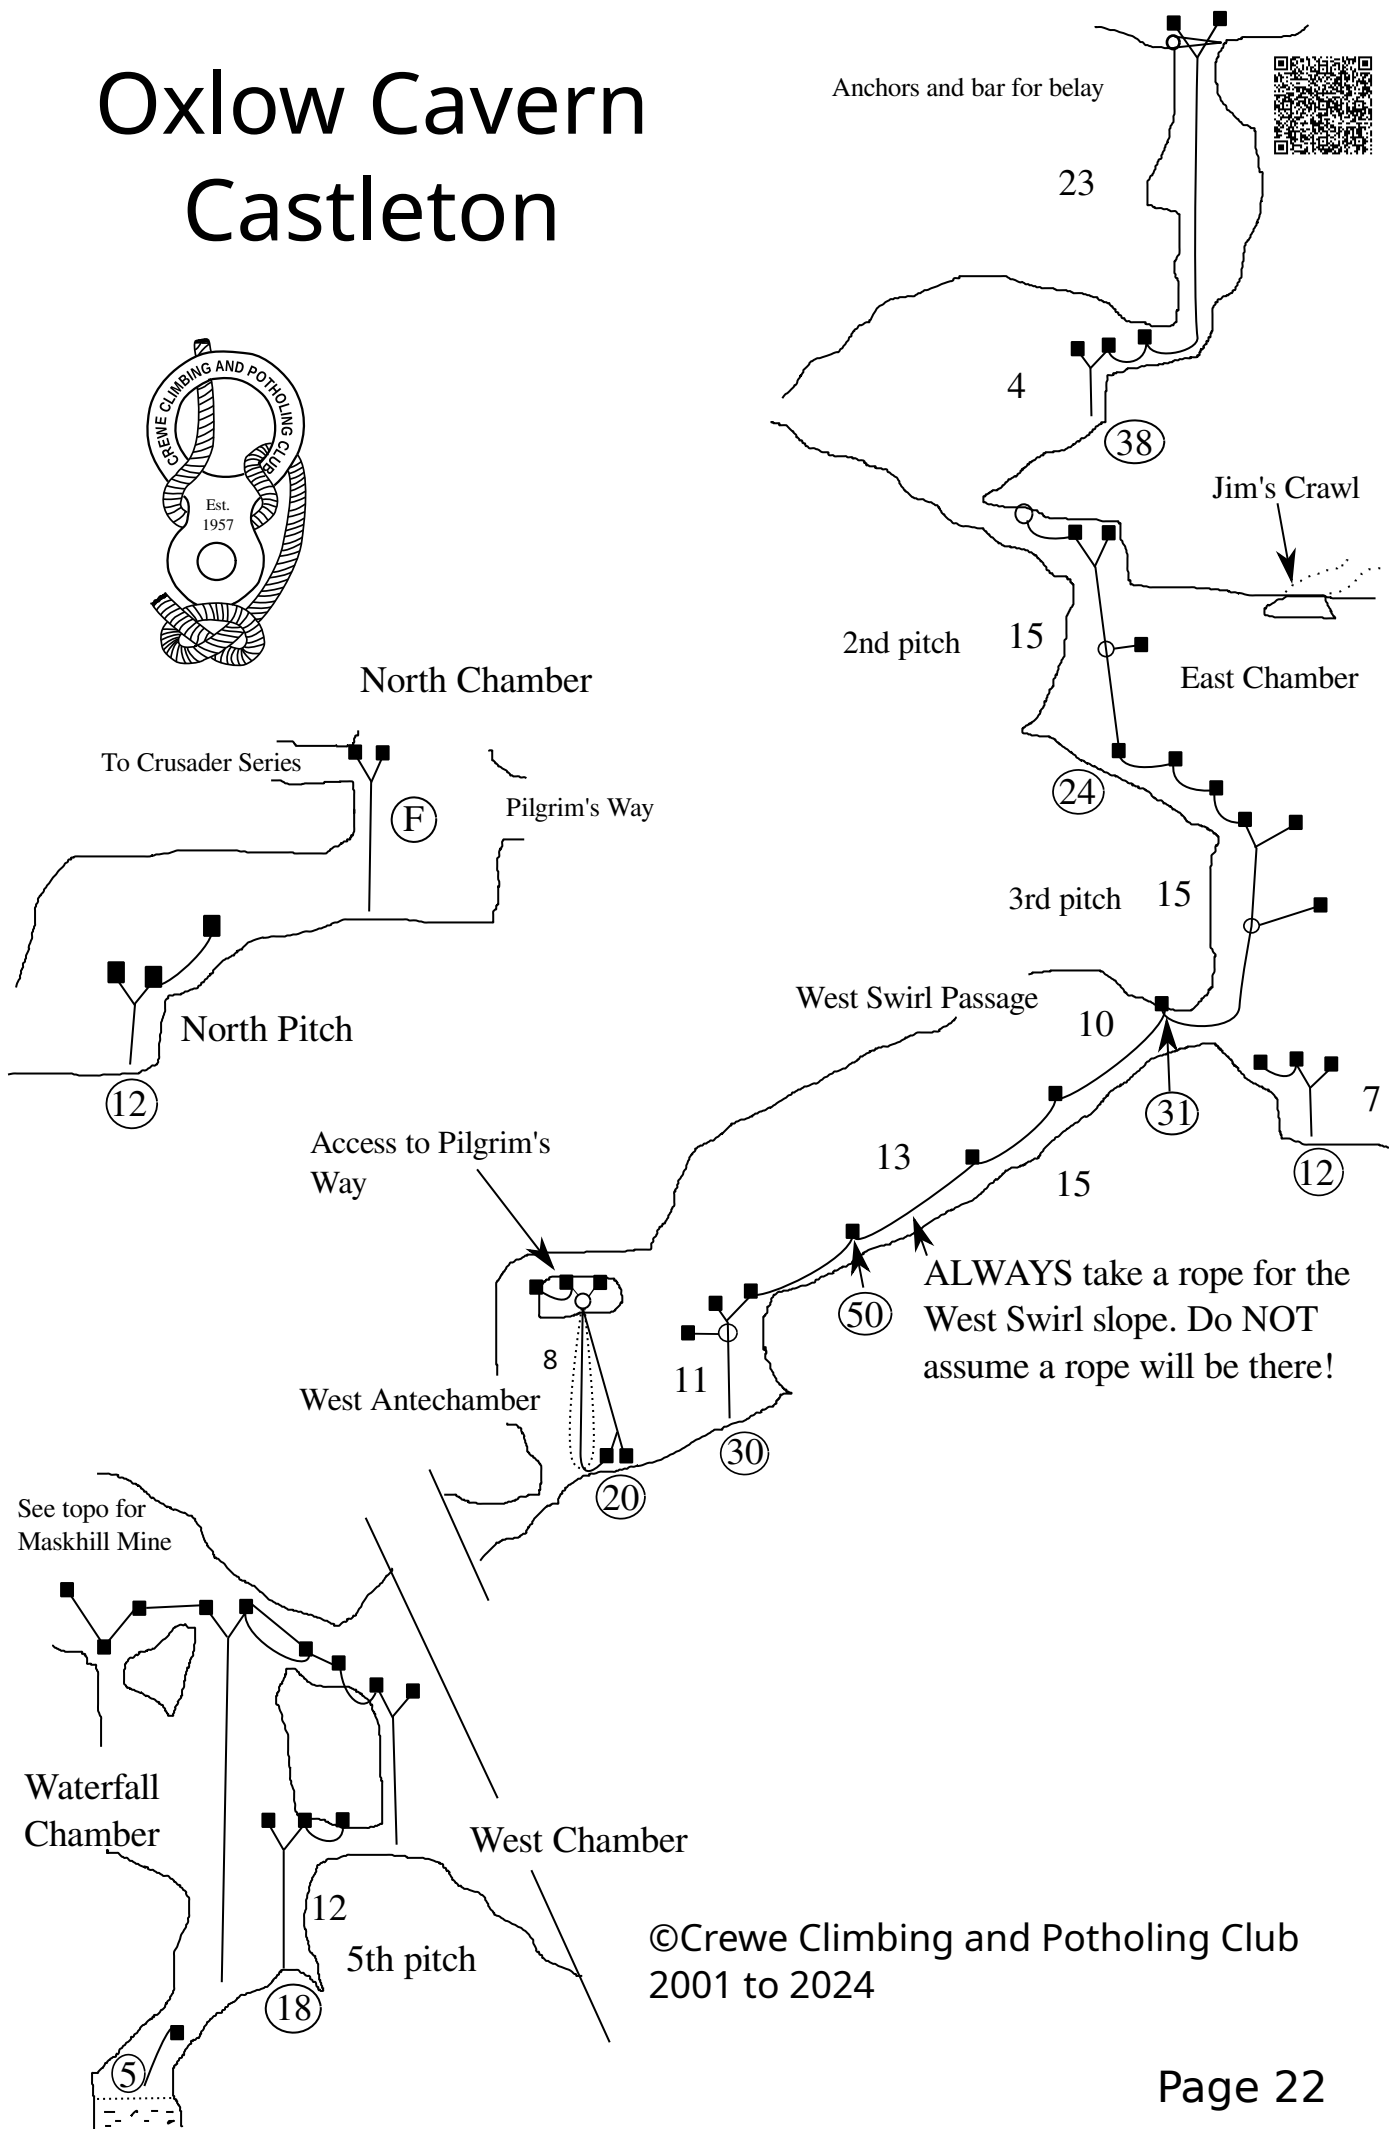 Oxlow Cavern
Castleton
Anchors and bar for belay
23
4
38
Jim's Crawl
CREWE CLIMBING AND POTHOLING CLUB
Est.
1957
2nd pitch
15
East Chamber
North Chamber
To Crusader Series
F
Pilgrim's Way
24
3rd pitch
15
North Pitch
12
West Swirl Passage
10
31
7
12
Access to Pilgrim's
Way
13
15
ALWAYS take a rope for the
West Swirl slope. Do NOT
assume a rope will be there!
50
8
11
West Antechamber
30
20
See topo for
Maskhill Mine
Waterfall
Chamber
West Chamber
12
5th pitch
18
5
©Crewe Climbing and Potholing Club
2001 to 2024
Page 22